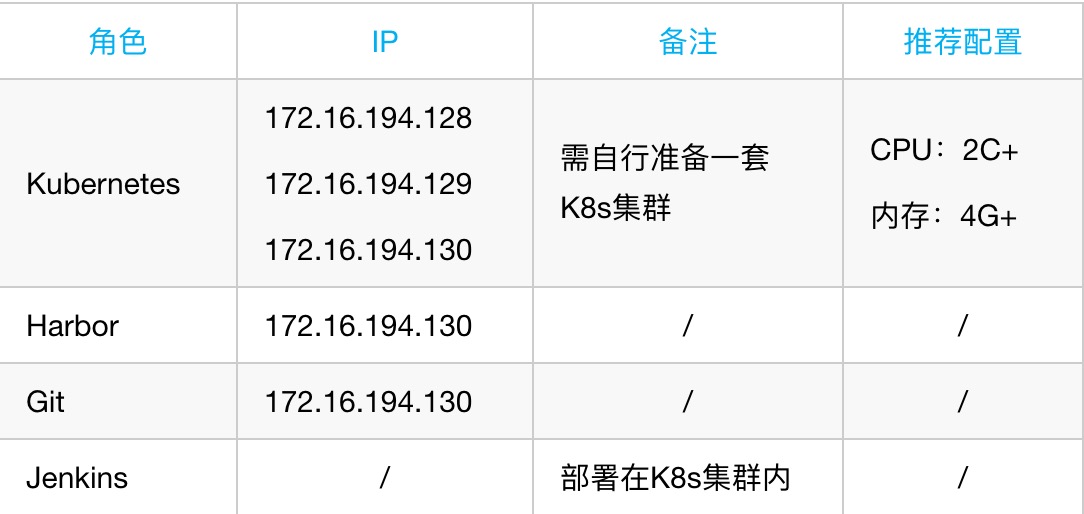 角色 IP 备注 推荐配置
Kubernetes
172.16.194.128
172.16.194.129
172.16.194.130
需自行准备一套
K8s集群
CPU：2C+
内存：4G+
Harbor 172.16.194.130 / /
Git 172.16.194.130 / /
Jenkins / 部署在K8s集群内 /